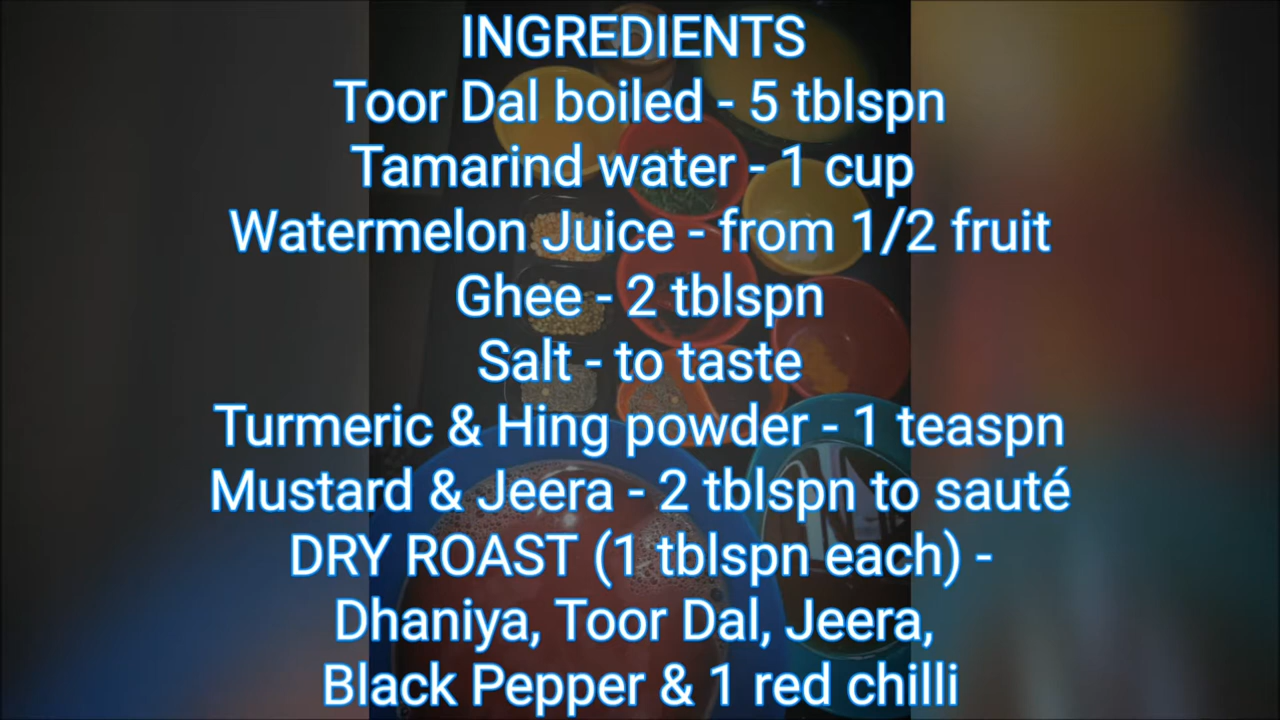 INGREDIENTS
Toor Dal boiled - 5 tblspn
Tamarind water - 1 cup
Watermelon Juice - from 1/2 fruit
Ghee - 2 tblspn
Salt - to taste
Turmeric & Hing powder - 1 teaspn
Mustard & Jeera - 2 tblspn to sauté
DRY ROAST (1 tblspn each) -
Dhaniya, Toor Dal, Jeera,
Black Pepper & 1 red chilli